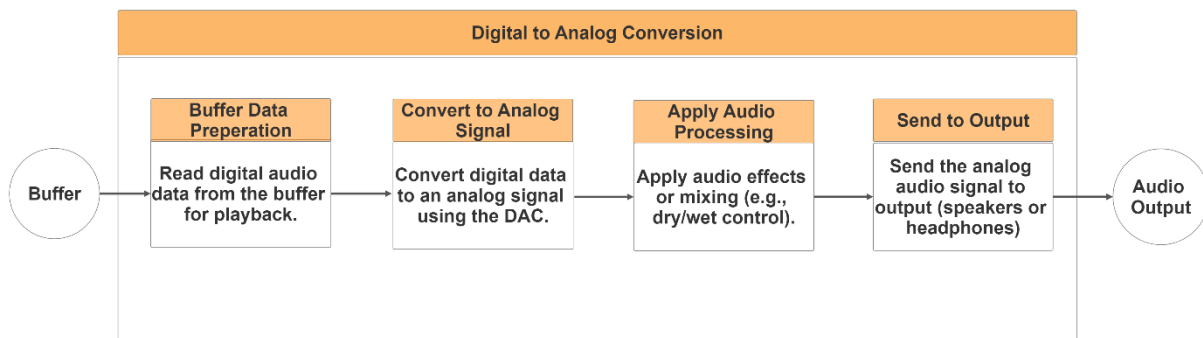 Digital to Analog Conversion
Buffer
Buffer Data
Preperation
Read digital audio
data from the buffer
for playback.
Convert to Analog
Signal
Convert digital data
to an analog signal
using the DAC.
Apply Audio
Processing
Apply audio effects
or mixing (e.g.,
dry/wet control).
Send to Output
Send the analog
audio signal to
output (speakers or
headphones)
Audio
Output